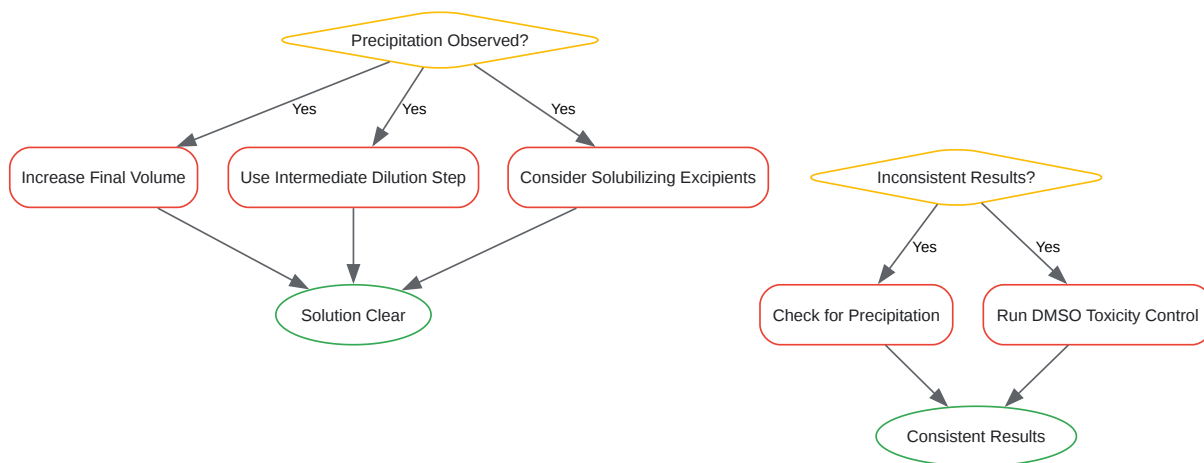 Precipitation Observed?
Yes
Yes
Yes
Increase Final Volume
Use Intermediate Dilution Step
Consider Solubilizing Excipients
Solution Clear
Inconsistent Results?
Yes
Yes
Check for Precipitation
Run DMSO Toxicity Control
Consistent Results